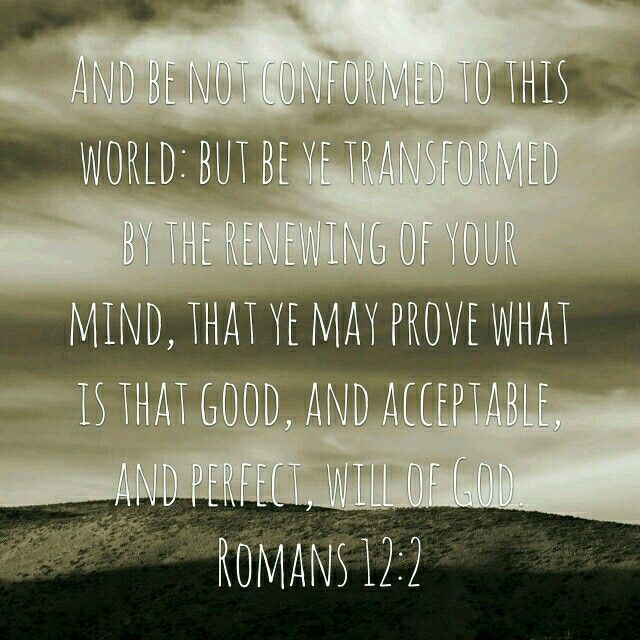 And be not conformed to this
world: but be ye transformed
by the renewing of your
mind, that ye may prove what
is that good, and acceptable,
and perfect, will of God.
Romans 12:2